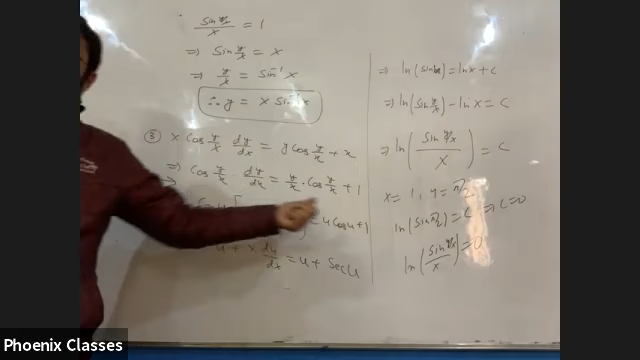 sin y/x / x = 1
⇒ sin y/x = x
⇒ y/x = sin⁻¹ x
∴ y = x sin⁻¹ x
③ x cos y/x dy/dx = y cos y/x + x
⇒ cos y/x · dy/dx = y/x · cos y/x + 1
⇒ cos u [ = u cos u + 1
u + x du/dx = u + sec u
⇒ ln(sin u) = ln x + c
⇒ ln(sin y/x) - ln x = c
⇒ ln( sin y/x / x ) = c
x = 1, y = π/2
ln(sin π/2) = c ⇒ c = 0
ln( sin y/x / x ) = 0
Phoenix Classes